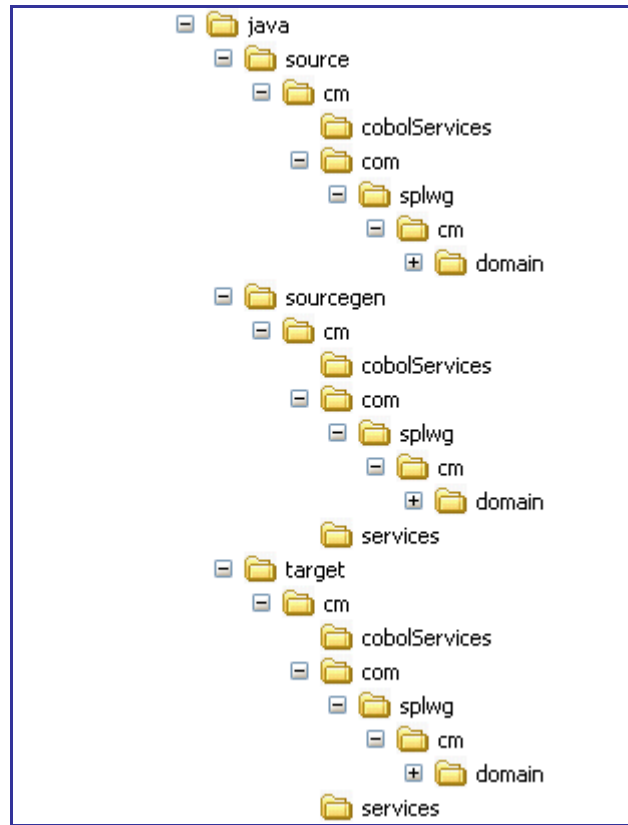 java
source
cm
cobolServices
com
splwg
cm
domain
sourcegen
cm
cobolServices
com
splwg
cm
domain
services
target
cm
cobolServices
com
splwg
cm
domain
services